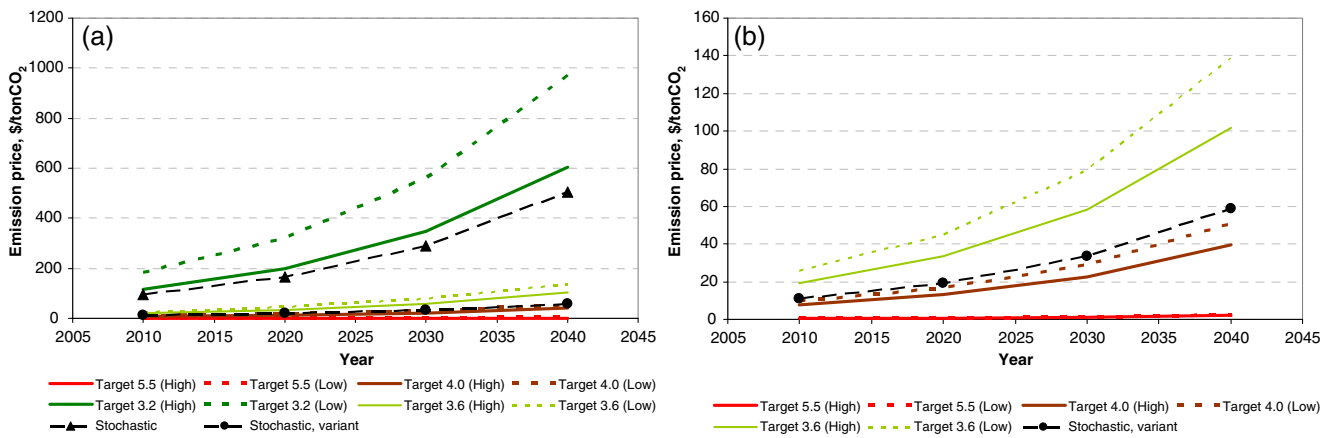 (a)
Emission price, $/tonCO2
1200
1000
800
600
400
200
0
2005 2010 2015 2020 2025 2030 2035 2040 2045
Year
Target 5.5 (High) Target 5.5 (Low) Target 4.0 (High) Target 4.0 (Low)
Target 3.2 (High) Target 3.2 (Low) Target 3.6 (High) Target 3.6 (Low)
Stochastic Stochastic, variant
(b)
Emission price, $/tonCO2
160
140
120
100
80
60
40
20
0
2005 2010 2015 2020 2025 2030 2035 2040 2045
Year
Target 5.5 (High) Target 5.5 (Low) Target 4.0 (High) Target 4.0 (Low)
Target 3.6 (High) Target 3.6 (Low) Stochastic, variant